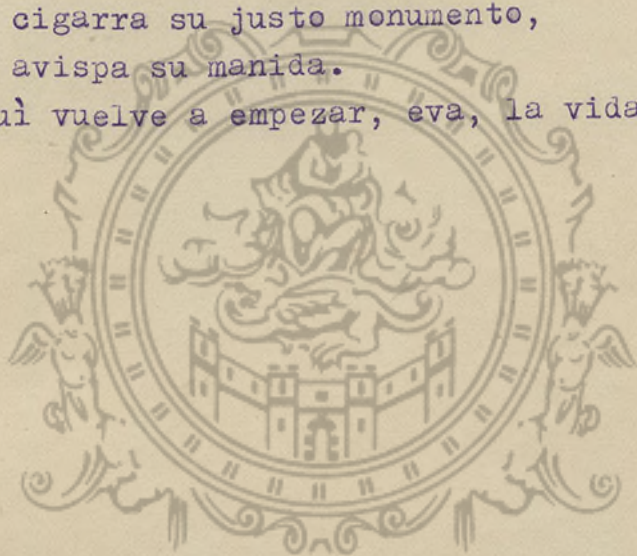 cigarra su justo monumento,
avispa su manida.
uì vuelve a empezar, eva, la vida